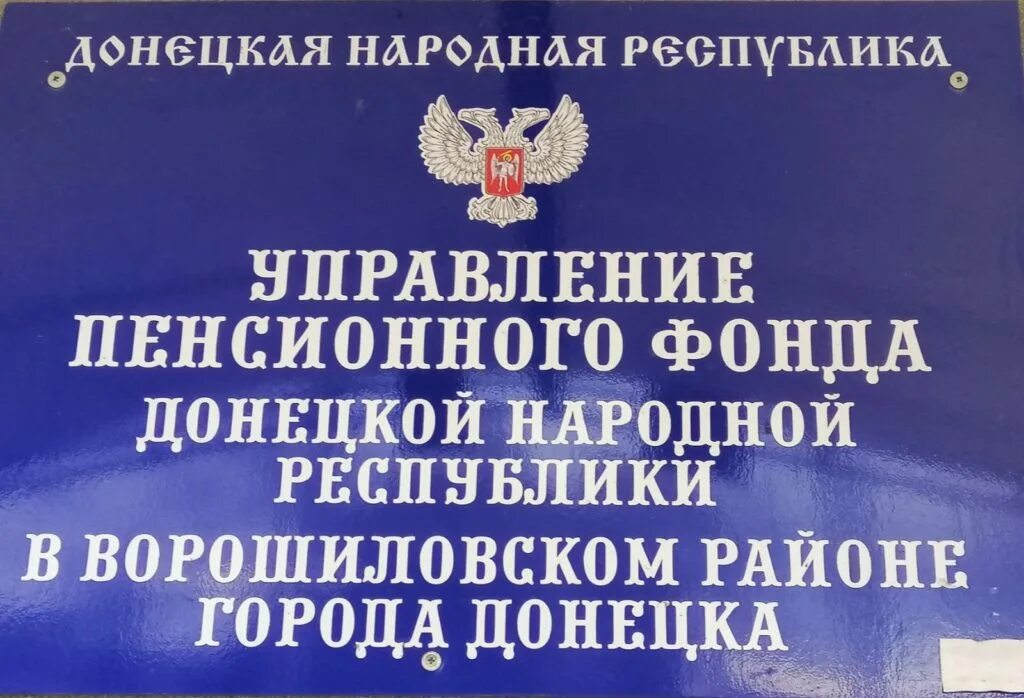 ДОНЕЦКАЯ НАРОДНАЯ РЕСПУБЛИКА
УПРАВЛЕНИЕ
ПЕНСИОННОГО ФОНДА
ДОНЕЦКОЙ НАРОДНОЙ
РЕСПУБЛИКИ
В ВОРОШИЛОВСКОМ РАЙОНЕ
ГОРОДА ДОНЕЦКА